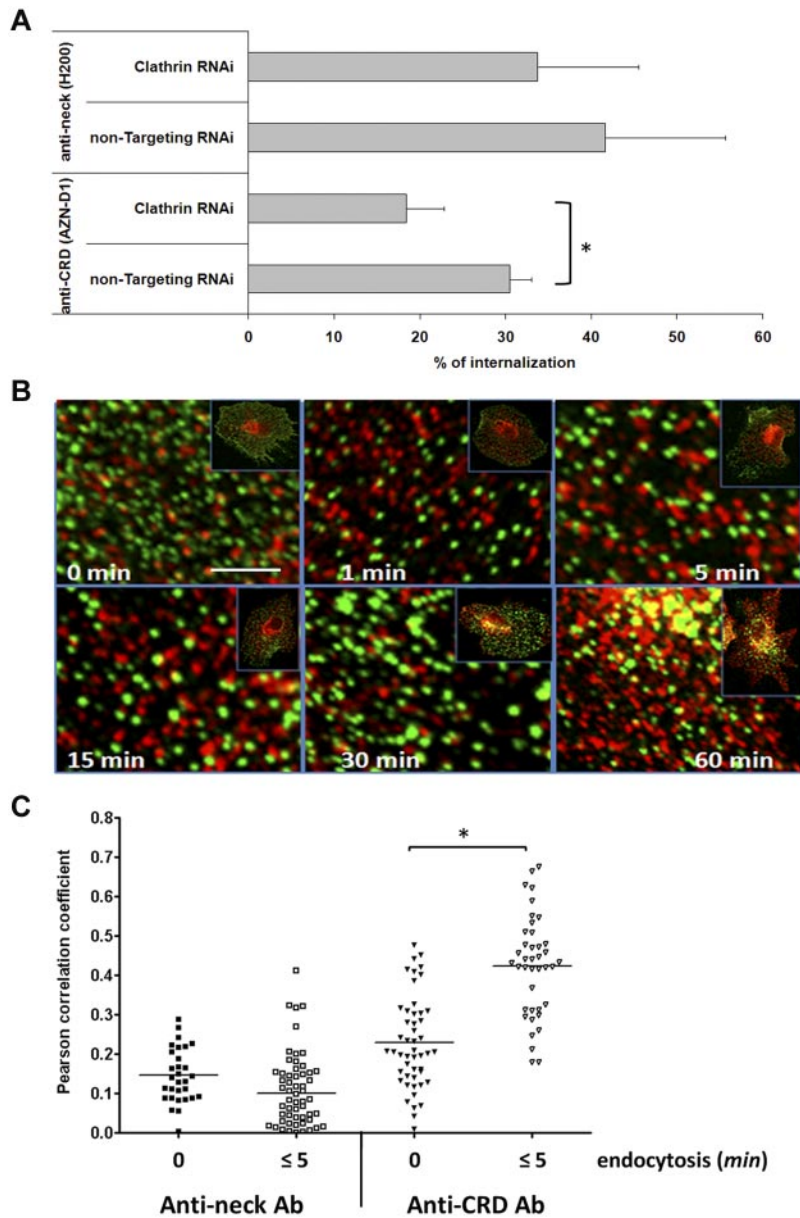 A
anti-neck (H200)
Clathrin RNAi
non-Targeting RNAi
anti-CRD (AZN-D1)
Clathrin RNAi
non-Targeting RNAi
*
0 10 20 30 40 50 60
% of internalization
B
0 min
1 min
5 min
15 min
30 min
60 min
C
Pearson correlation coefficient
0.8
0.7
0.6
0.5
0.4
0.3
0.2
0.1
0.0
*
0 ≤ 5 0 ≤ 5 endocytosis (min)
Anti-neck Ab Anti-CRD Ab